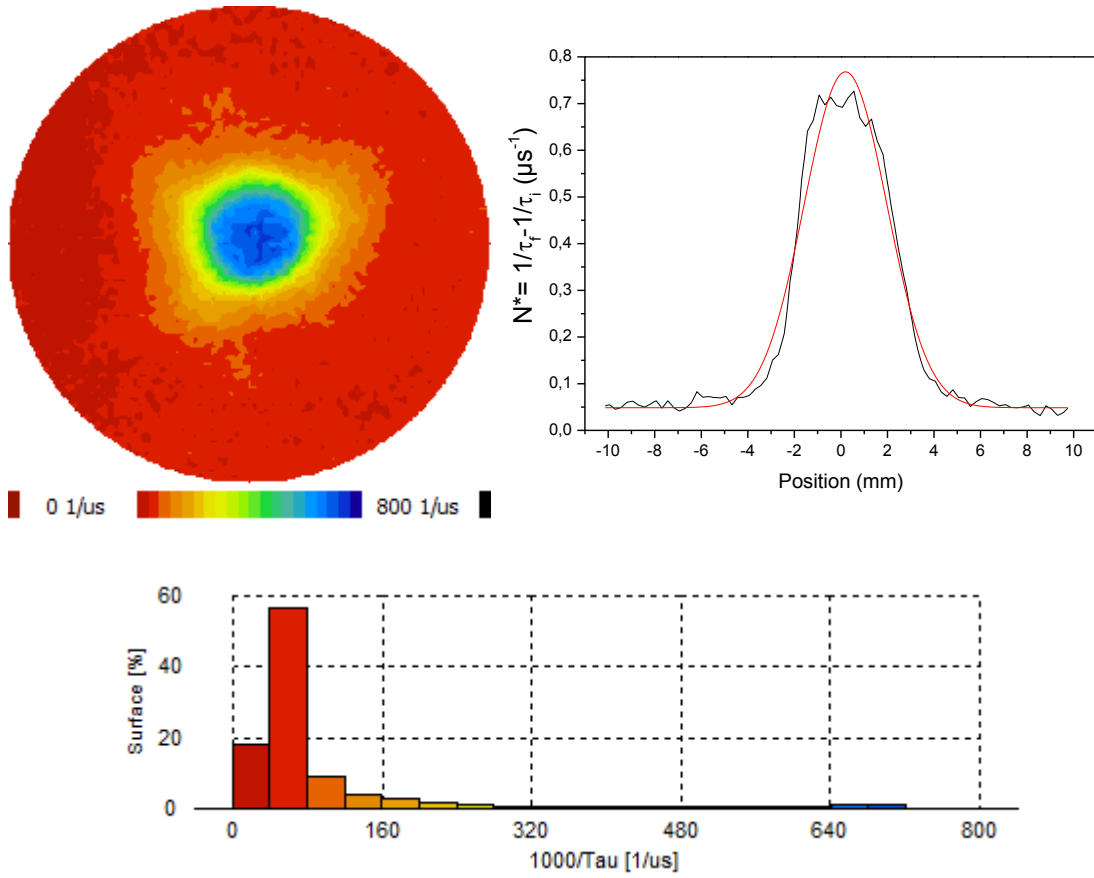 0 1/us 800 1/us
0,8
0,7
0,6
0,5
0,4
0,3
0,2
0,1
0,0
N*= 1/τf-1/τi (µs-1)
-10 -8 -6 -4 -2 0 2 4 6 8 10
Position (mm)
60
40
20
0
Surface [%]
0 160 320 480 640 800
1000/Tau [1/us]